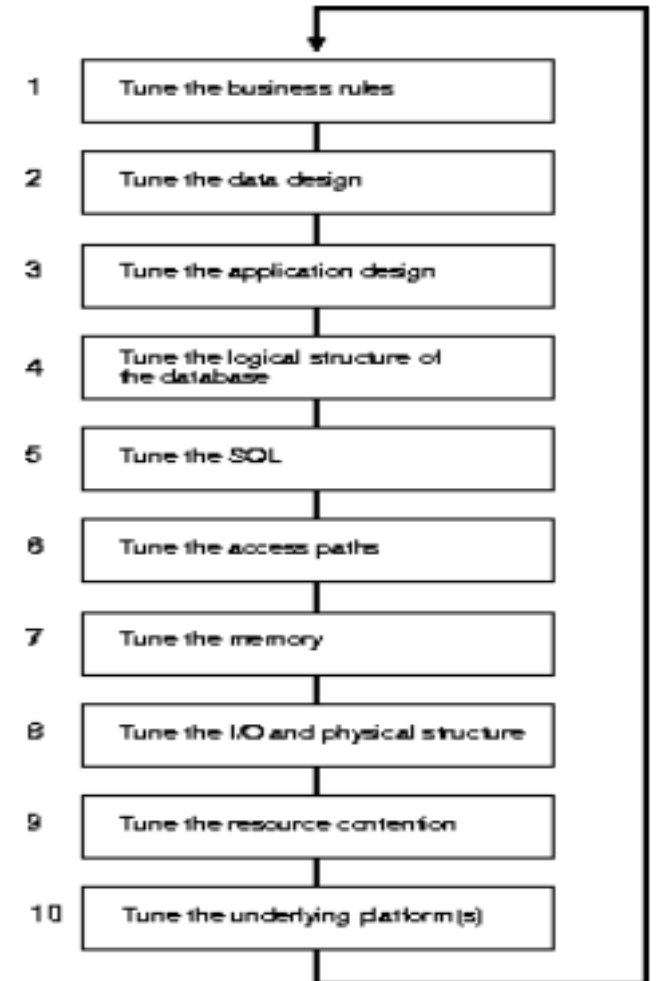 1 Tune the business rules
2 Tune the data design
3 Tune the application design
4 Tune the logical structure of
the database
5 Tune the SQL
6 Tune the access paths
7 Tune the memory
8 Tune the I/O and physical structure
9 Tune the resource contention
10 Tune the underlying platform(s)